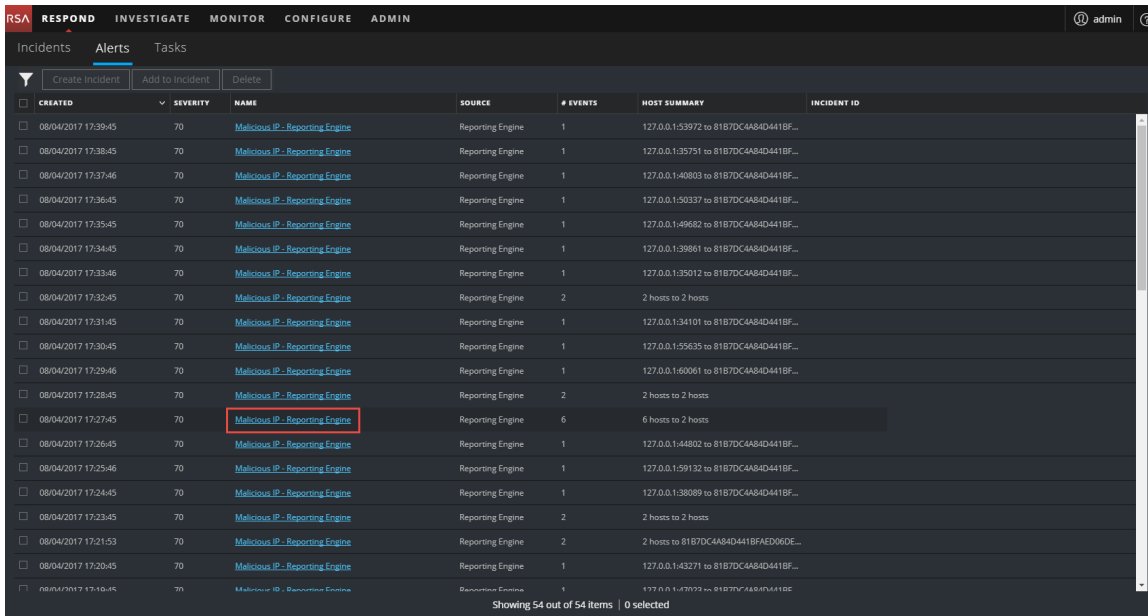 RSA RESPOND INVESTIGATE MONITOR CONFIGURE ADMIN admin
Incidents Alerts Tasks
Create Incident Add to Incident Delete
CREATED SEVERITY NAME SOURCE # EVENTS HOST SUMMARY INCIDENT ID
08/04/2017 17:39:45 70 Malicious IP - Reporting Engine Reporting Engine 1 127.0.0.1:53972 to 81B7DC4A84D441BF...
08/04/2017 17:38:45 70 Malicious IP - Reporting Engine Reporting Engine 1 127.0.0.1:35751 to 81B7DC4A84D441BF...
08/04/2017 17:37:46 70 Malicious IP - Reporting Engine Reporting Engine 1 127.0.0.1:40803 to 81B7DC4A84D441BF...
08/04/2017 17:36:45 70 Malicious IP - Reporting Engine Reporting Engine 1 127.0.0.1:50337 to 81B7DC4A84D441BF...
08/04/2017 17:35:45 70 Malicious IP - Reporting Engine Reporting Engine 1 127.0.0.1:49682 to 81B7DC4A84D441BF...
08/04/2017 17:34:45 70 Malicious IP - Reporting Engine Reporting Engine 1 127.0.0.1:39861 to 81B7DC4A84D441BF...
08/04/2017 17:33:46 70 Malicious IP - Reporting Engine Reporting Engine 1 127.0.0.1:35012 to 81B7DC4A84D441BF...
08/04/2017 17:32:45 70 Malicious IP - Reporting Engine Reporting Engine 2 2 hosts to 2 hosts
08/04/2017 17:31:45 70 Malicious IP - Reporting Engine Reporting Engine 1 127.0.0.1:34101 to 81B7DC4A84D441BF...
08/04/2017 17:30:45 70 Malicious IP - Reporting Engine Reporting Engine 1 127.0.0.1:55635 to 81B7DC4A84D441BF...
08/04/2017 17:29:46 70 Malicious IP - Reporting Engine Reporting Engine 1 127.0.0.1:60061 to 81B7DC4A84D441BF...
08/04/2017 17:28:45 70 Malicious IP - Reporting Engine Reporting Engine 2 2 hosts to 2 hosts
08/04/2017 17:27:45 70 Malicious IP - Reporting Engine Reporting Engine 6 6 hosts to 2 hosts
08/04/2017 17:26:45 70 Malicious IP - Reporting Engine Reporting Engine 1 127.0.0.1:44802 to 81B7DC4A84D441BF...
08/04/2017 17:25:46 70 Malicious IP - Reporting Engine Reporting Engine 1 127.0.0.1:59132 to 81B7DC4A84D441BF...
08/04/2017 17:24:45 70 Malicious IP - Reporting Engine Reporting Engine 1 127.0.0.1:38089 to 81B7DC4A84D441BF...
08/04/2017 17:23:45 70 Malicious IP - Reporting Engine Reporting Engine 2 2 hosts to 2 hosts
08/04/2017 17:21:53 70 Malicious IP - Reporting Engine Reporting Engine 2 2 hosts to 81B7DC4A84D441BFAED06DE...
08/04/2017 17:20:45 70 Malicious IP - Reporting Engine Reporting Engine 1 127.0.0.1:43271 to 81B7DC4A84D441BF...
08/04/2017 17:19:45 70 Malicious IP - Reporting Engine Reporting Engine 1 127.0.0.1:47023 to 81B7DC4A84D441BF...
Showing 54 out of 54 items | 0 selected